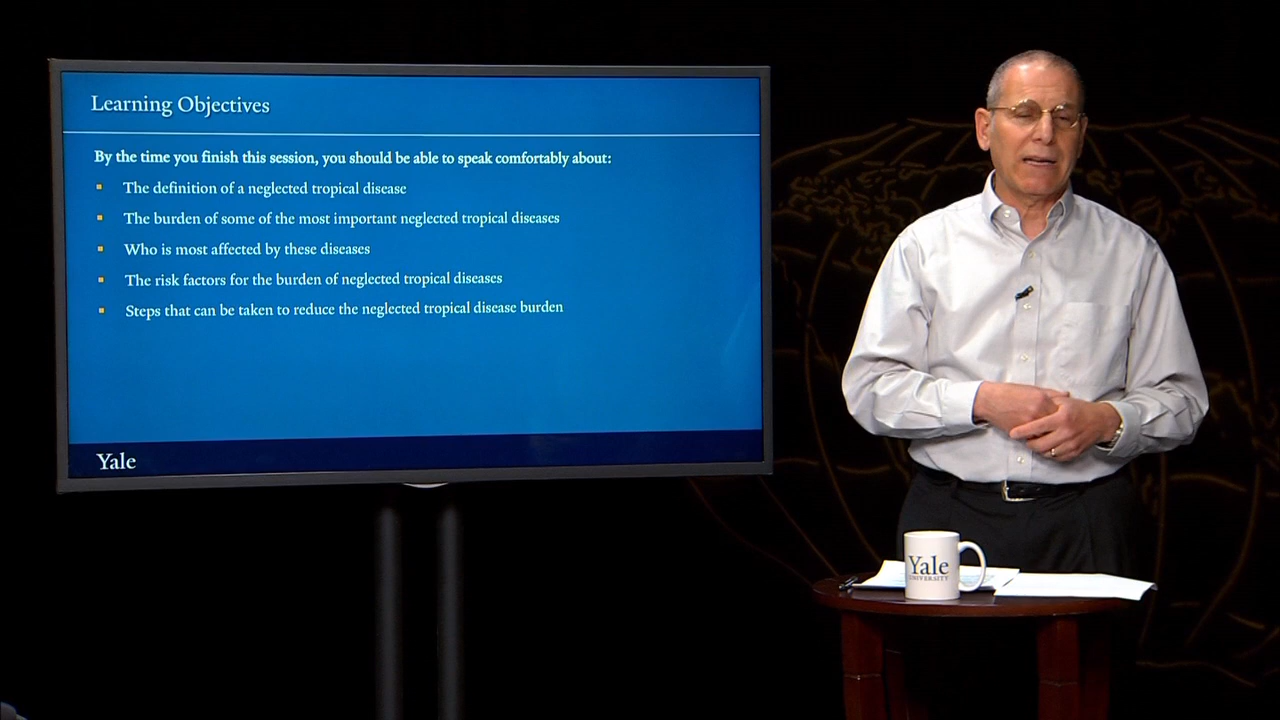 Learning Objectives
By the time you finish this session, you should be able to speak comfortably about:
The definition of a neglected tropical disease
The burden of some of the most important neglected tropical diseases
Who is most affected by these diseases
The risk factors for the burden of neglected tropical diseases
Steps that can be taken to reduce the neglected tropical disease burden
Yale
Yale
UNIVERSITY